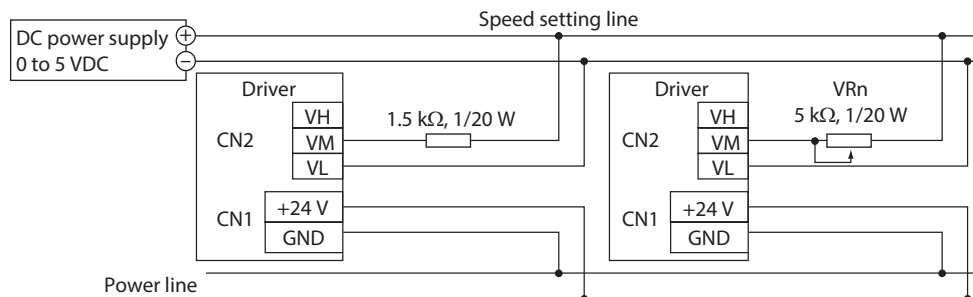 Speed setting line
DC power supply
0 to 5 VDC
+
−
Driver
VH
CN2
VM
VL
1.5 kΩ, 1/20 W
CN1
+24 V
GND
Driver
VH
CN2
VM
VL
VRn
5 kΩ, 1/20 W
CN1
+24 V
GND
Power line